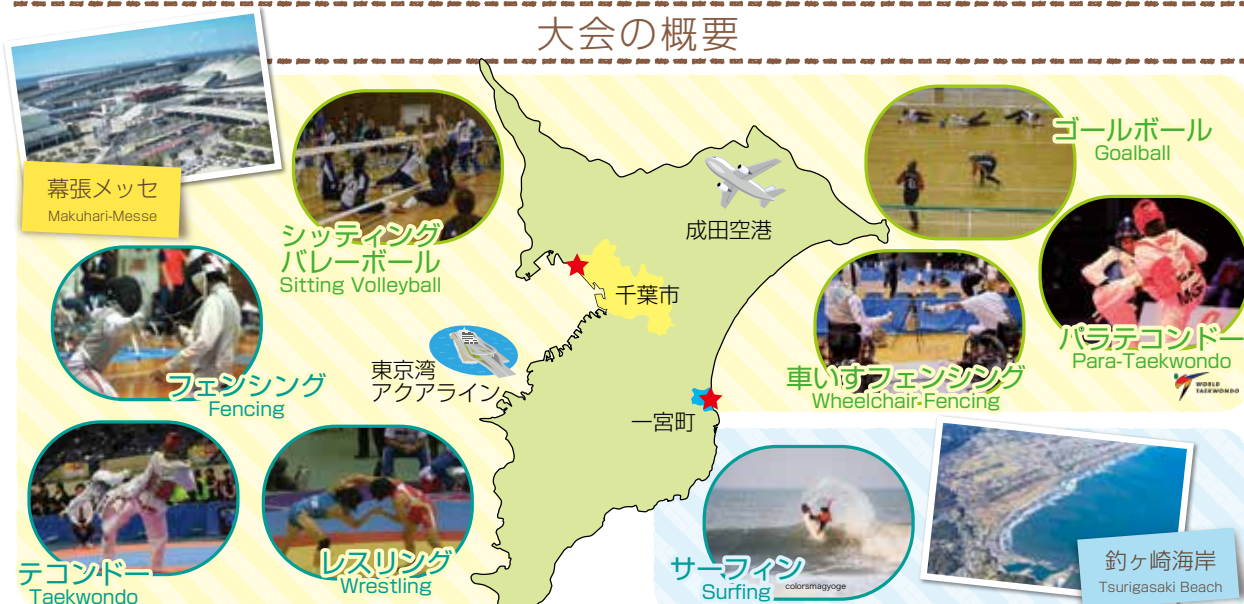 大会の概要
幕張メッセ
Makuhari-Messe
シッティング
バレーボール
Sitting Volleyball
ゴールボール
Goalball
成田空港
千葉市
フェンシング
Fencing
東京湾
アクアライン
パラテコンドー
Para-Taekwondo
WORLD
TAEKWONDO
車いすフェンシング
Wheelchair-Fencing
一宮町
テコンドー
Taekwondo
レスリング
Wrestling
サーフィン
Surfing
colorsmagyoge
釣ヶ崎海岸
Tsurigasaki Beach